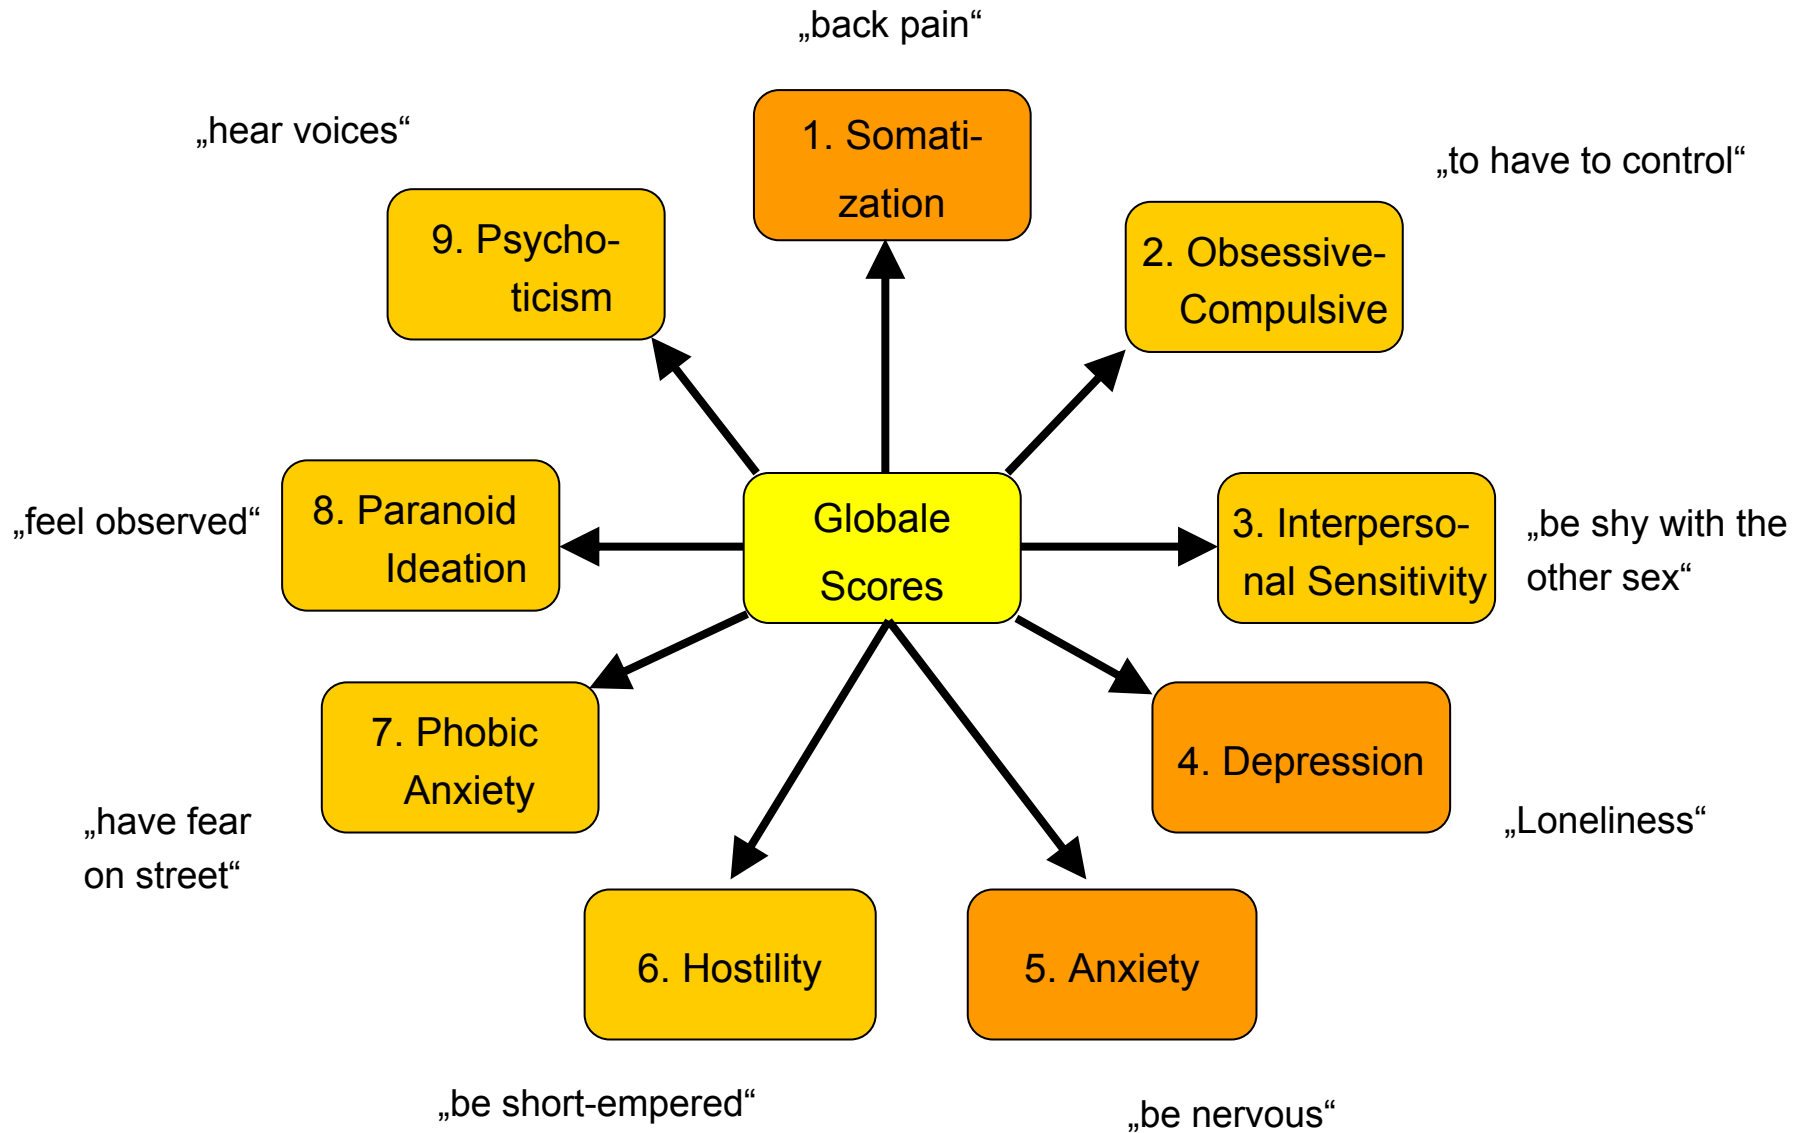 „back pain“
1. Somati-
zation
„hear voices“
9. Psycho-
ticism
„to have to control“
2. Obsessive-
Compulsive
„feel observed“
8. Paranoid
Ideation
Globale
Scores
3. Interperso-
nal Sensitivity
„be shy with the
other sex“
7. Phobic
Anxiety
„have fear
on street“
4. Depression
„Loneliness“
6. Hostility
5. Anxiety
„be short-empered“
„be nervous“